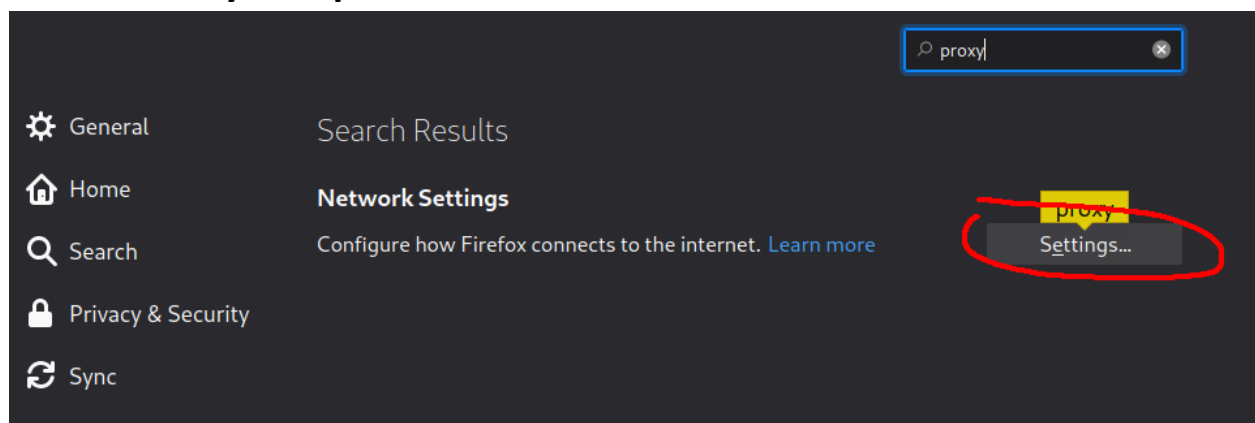 proxy
General
Search Results
Home
Network Settings
proxy
Search
Configure how Firefox connects to the internet. Learn more
Settings...
Privacy & Security
Sync